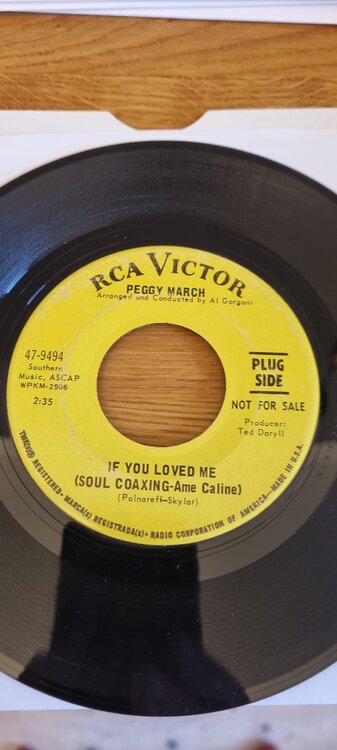 RCA VICTOR
PEGGY MARCH
Arranged and Conducted by Al Gorgoni
47-9494
Southern
Music, ASCAP
WPKM-2506
2:35
PLUG
SIDE
NOT FOR SALE
Producer:
Ted Daryll
IF YOU LOVED ME
(SOUL COAXING-Ame Caline)
(Polnareff-Skylar)
TMK(s)® REGISTERED • MARCA(s) REGISTRADA(s) • RADIO CORPORATION OF AMERICA—MADE IN U.S.A.